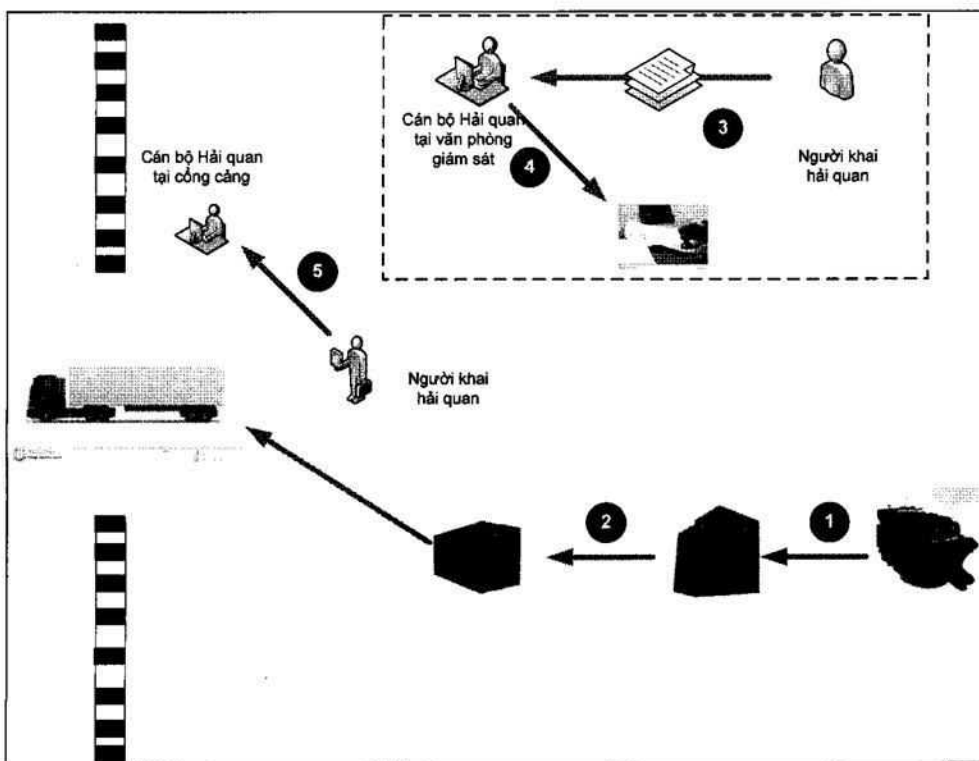 3
Cán bộ Hải quan
tại văn phòng
giám sát
4
Người khai
hải quan
Cán bộ Hải quan
tại cổng cảng
5
Người khai
hải quan
2
1